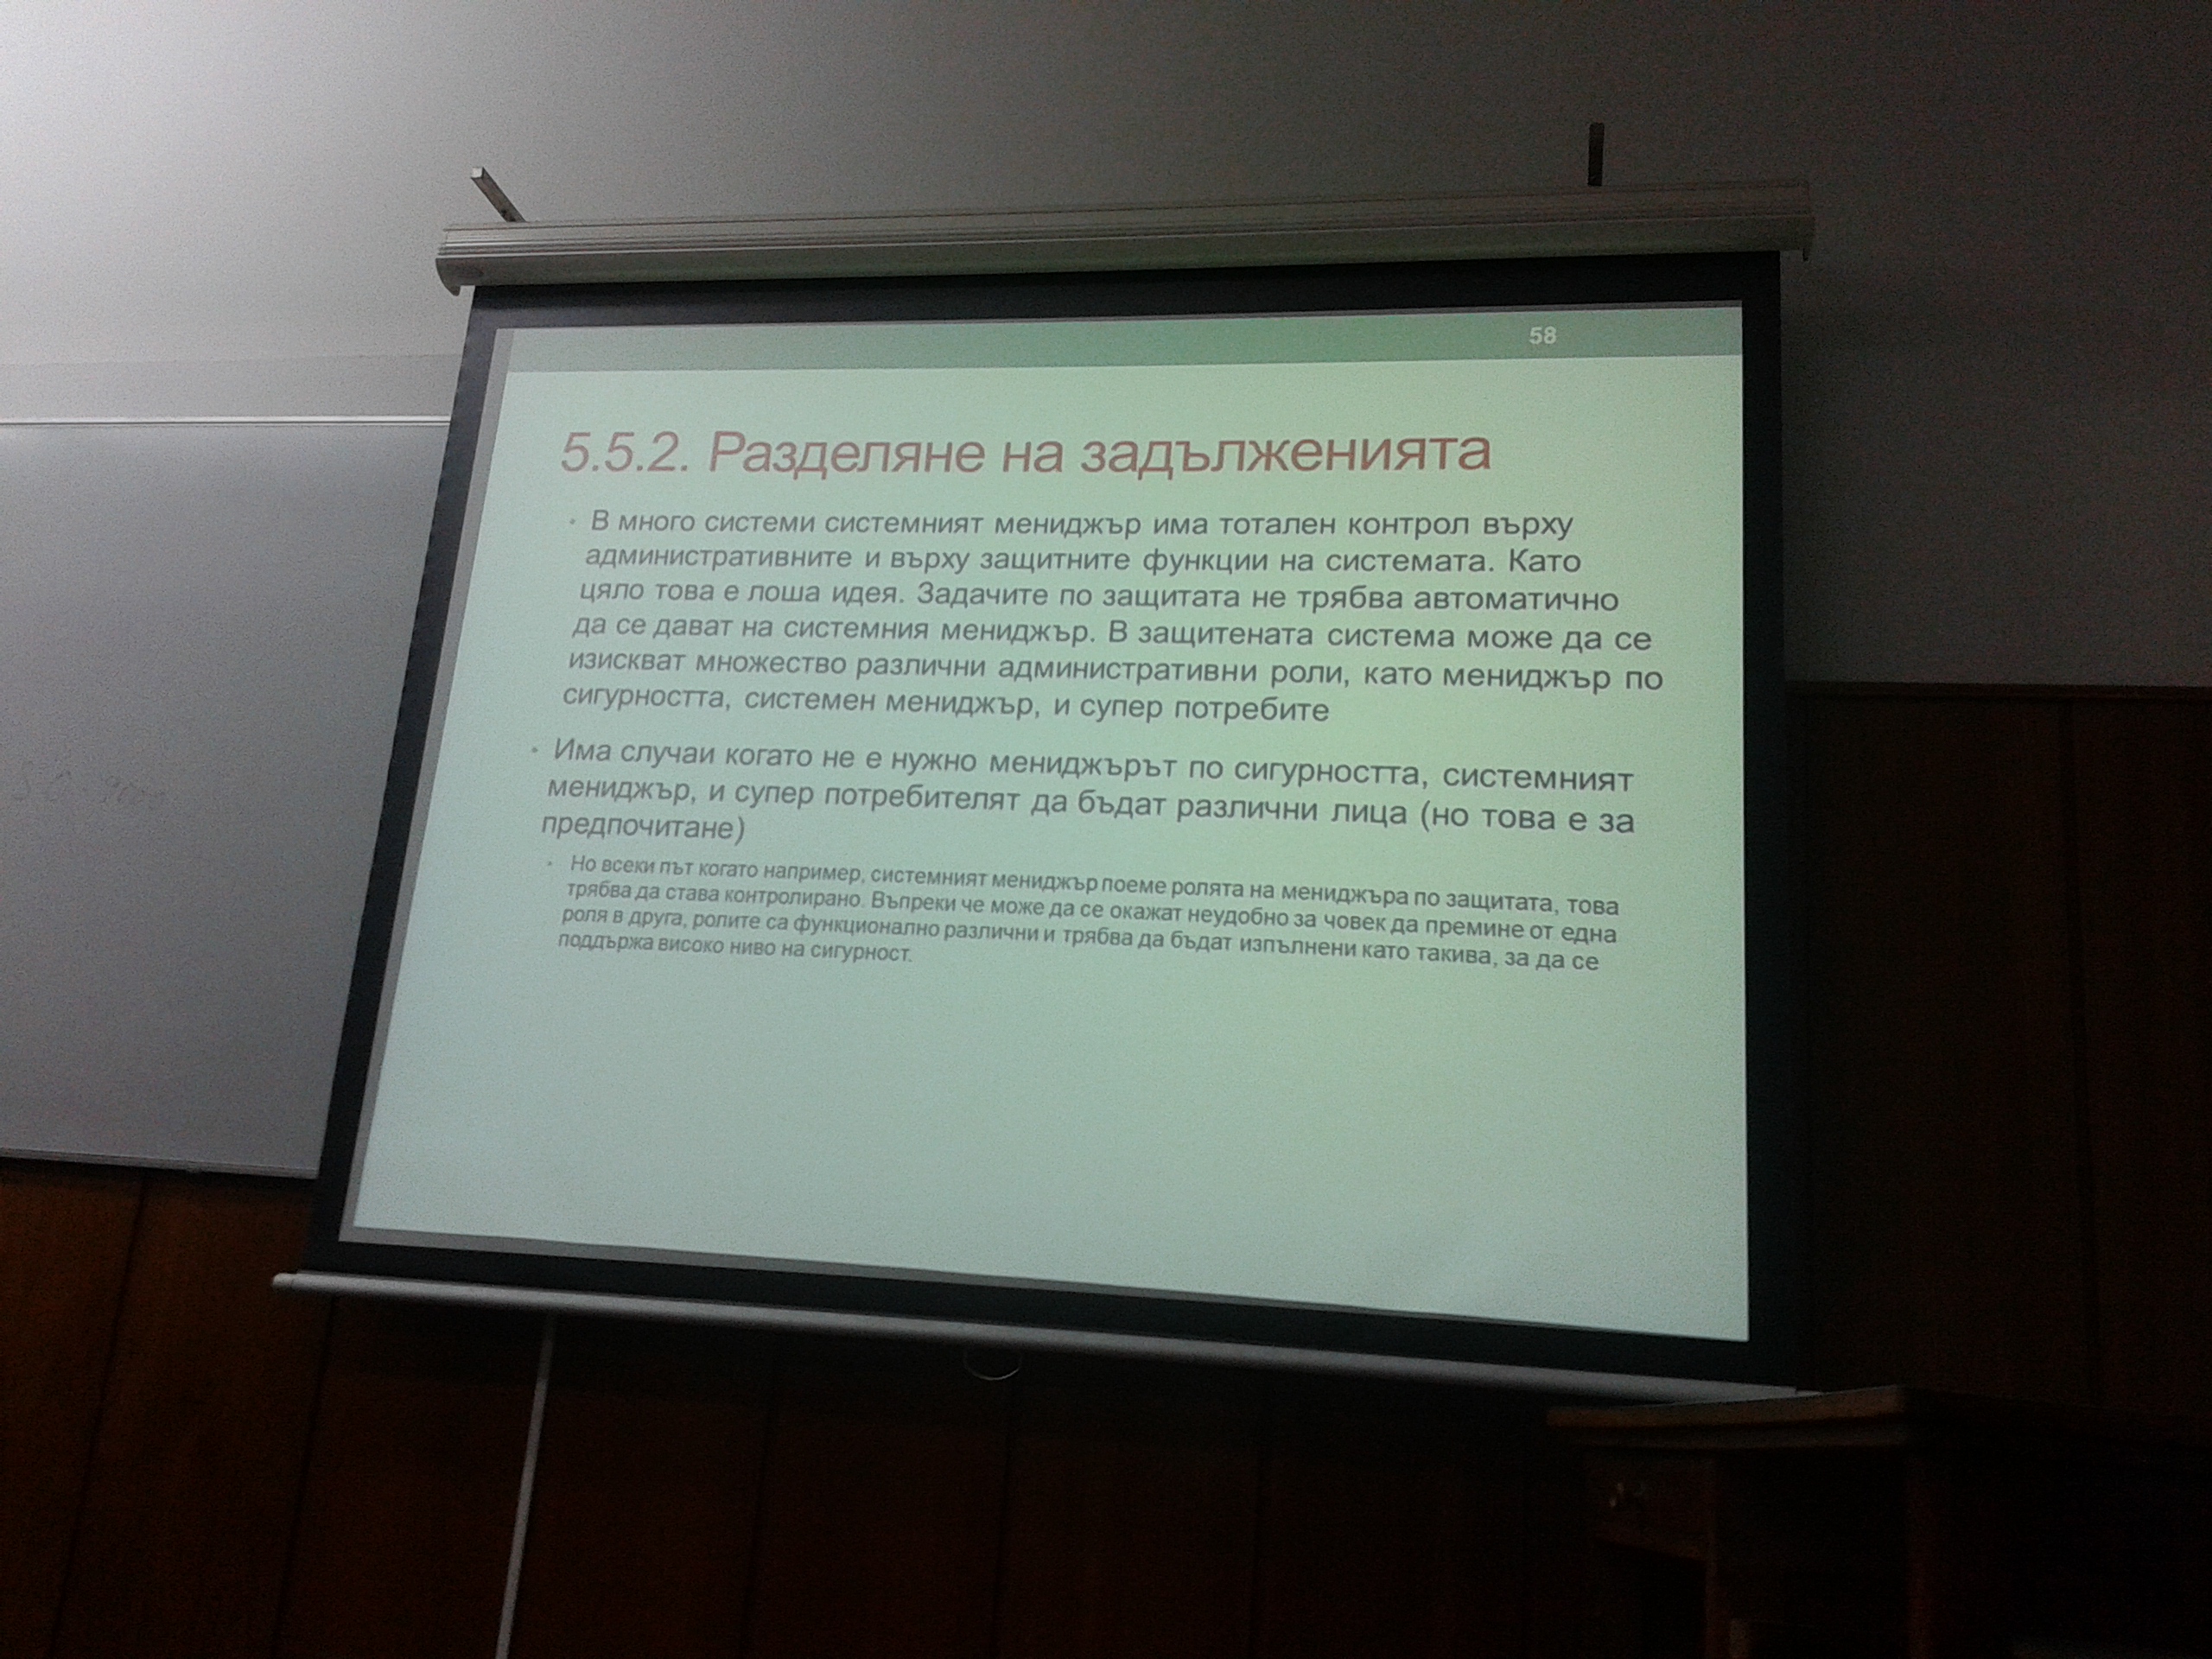 58
5.5.2. Разделяне на задълженията
• В много системи системният мениджър има тотален контрол върху
административните и върху защитните функции на системата. Като
цяло това е лоша идея. Задачите по защитата не трябва автоматично
да се дават на системния мениджър. В защитената система може да се
изискват множество различни административни роли, като мениджър по
сигурността, системен мениджър, и супер потребите
• Има случаи когато не е нужно мениджърът по сигурността, системният
мениджър, и супер потребителят да бъдат различни лица (но това е за
предпочитане)
• Но всеки път когато например, системният мениджър поеме ролята на мениджъра по защитата, това
трябва да става контролирано. Въпреки че може да се окажат неудобно за човек да премине от една
роля в друга, ролите са функционално различни и трябва да бъдат изпълнени като такива, за да се
поддържа високо ниво на сигурност.